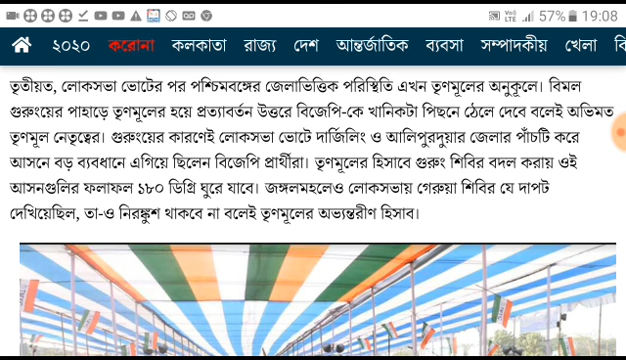 VoI) LTE 57% 19:08
২০২০ করোনা কলকাতা রাজ্য দেশ আন্তর্জাতিক ব্যবসা সম্পাদকীয় খেলা বি
তৃতীয়ত, লোকসভা ভোটের পর পশ্চিমবঙ্গের জেলাভিত্তিক পরিস্থিতি এখন তৃণমূলের অনুকূলে। বিমল
গুরুংয়ের পাহাড়ে তৃণমূলের হয়ে প্রত্যাবর্তন উত্তরে বিজেপি-কে খানিকটা পিছনে ঠেলে দেবে বলেই অভিমত
তৃণমূল নেতৃত্বের। গুরুংয়ের কারণেই লোকসভা ভোটে দার্জিলিং ও আলিপুরদুয়ার জেলার পাঁচটি করে
আসনে বড় ব্যবধানে এগিয়ে ছিলেন বিজেপি প্রার্থীরা। তৃণমূলের হিসাবে গুরুং শিবির বদল করায় ওই
আসনগুলির ফলাফল ১৮০ ডিগ্রি ঘুরে যাবে। জঙ্গলমহলেও লোকসভায় গেরুয়া শিবির যে দাপট
দেখিয়েছিল, তা-ও নিরঙ্কুশ থাকবে না বলেই তৃণমূলের অভ্যন্তরীণ হিসাব।